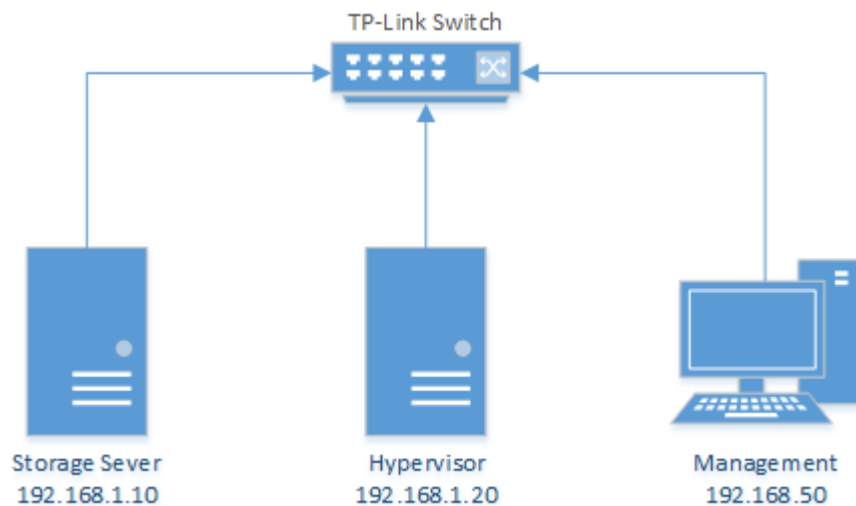 TP-Link Switch
Storage Sever
192.168.1.10
Hypervisor
192.168.1.20
Management
192.168.50